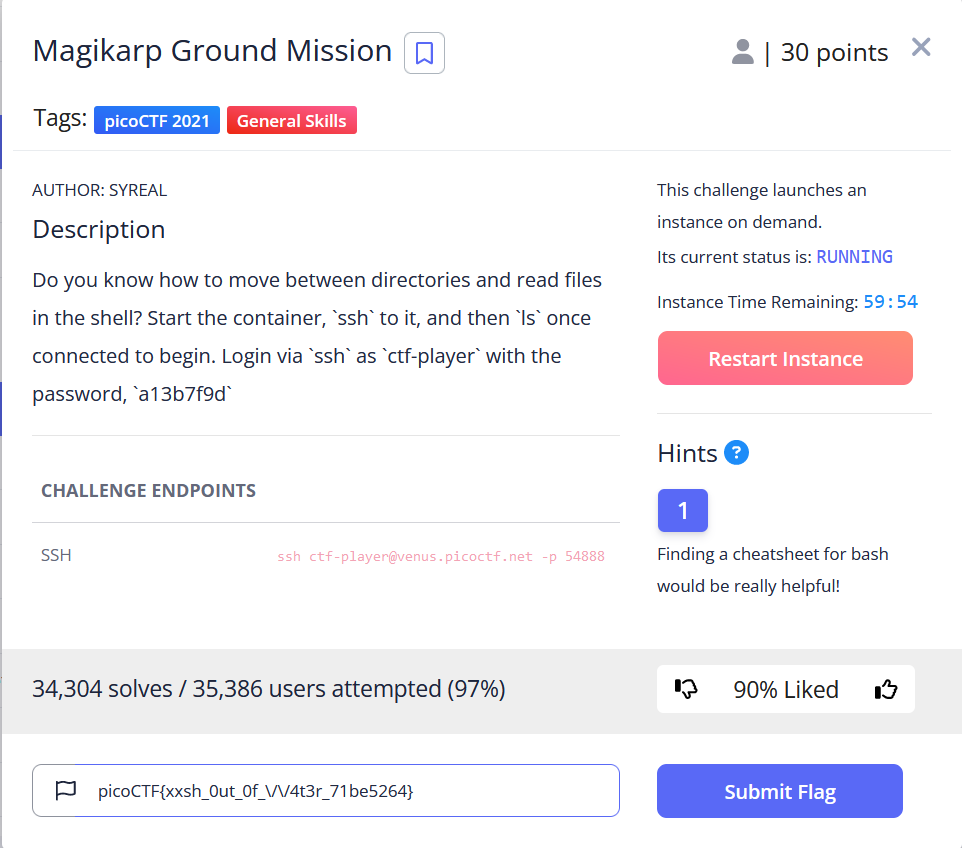 Magikarp Ground Mission
| 30 points
Tags: picoCTF 2021 General Skills
AUTHOR: SYREAL
Description
Do you know how to move between directories and read files
in the shell? Start the container, `ssh` to it, and then `ls` once
connected to begin. Login via `ssh` as `ctf-player` with the
password, `a13b7f9d`
CHALLENGE ENDPOINTS
SSH ssh ctf-player@venus.picoctf.net -p 54888
This challenge launches an
instance on demand.
Its current status is: RUNNING
Instance Time Remaining: 59:54
Restart Instance
Hints ?
1
Finding a cheatsheet for bash
would be really helpful!
34,304 solves / 35,386 users attempted (97%)
90% Liked
picoCTF{xxsh_0ut_0f_\/\/4t3r_71be5264}
Submit Flag